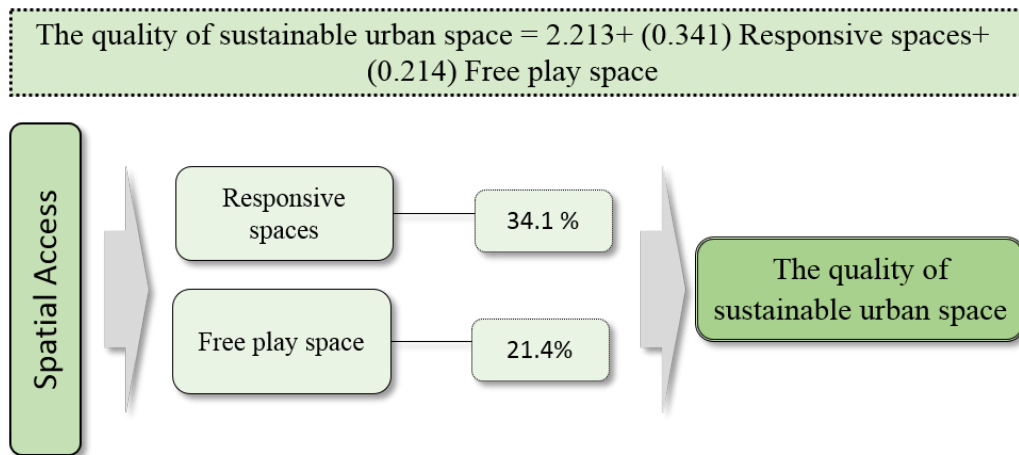 The quality of sustainable urban space = 2.213+ (0.341) Responsive spaces+
(0.214) Free play space
Spatial Access
Responsive
spaces
34.1 %
Free play space
21.4%
The quality of
sustainable urban space